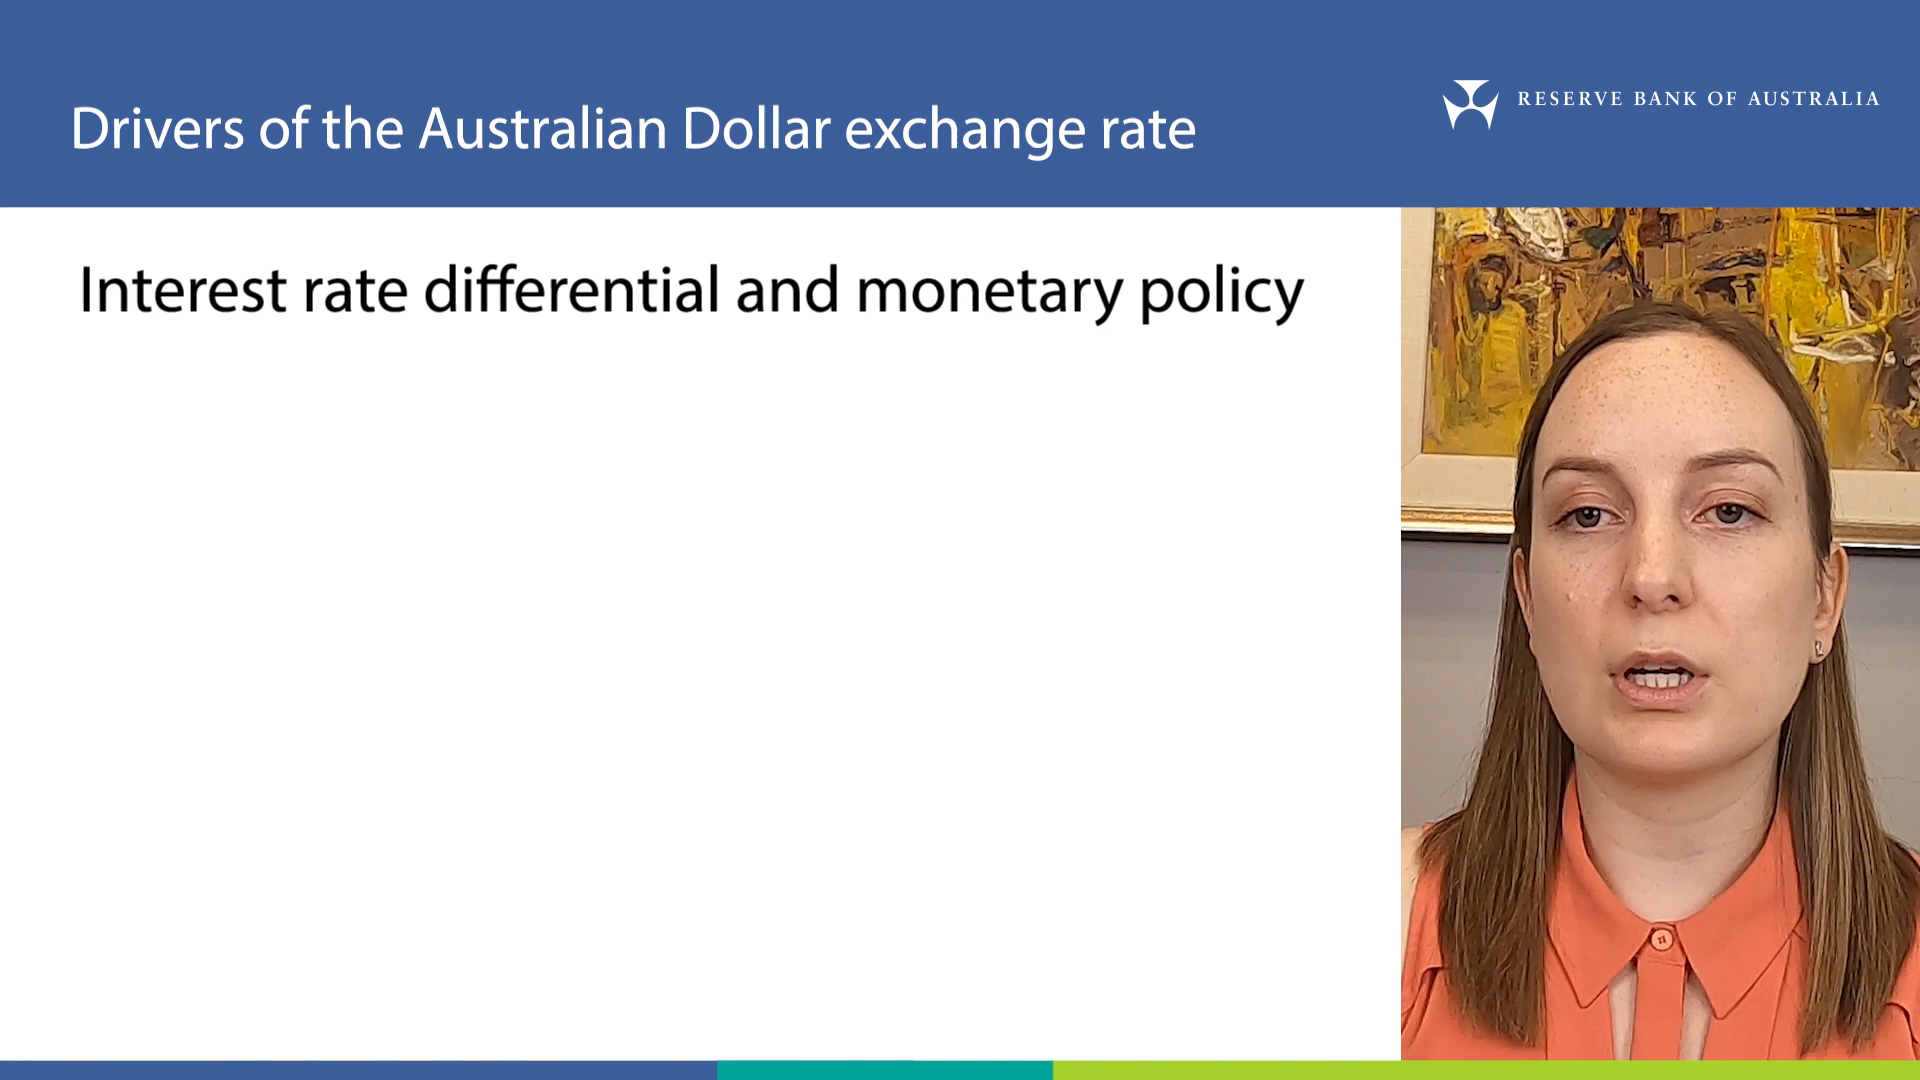 Drivers of the Australian Dollar exchange rate
RESERVE BANK OF AUSTRALIA
Interest rate differential and monetary policy